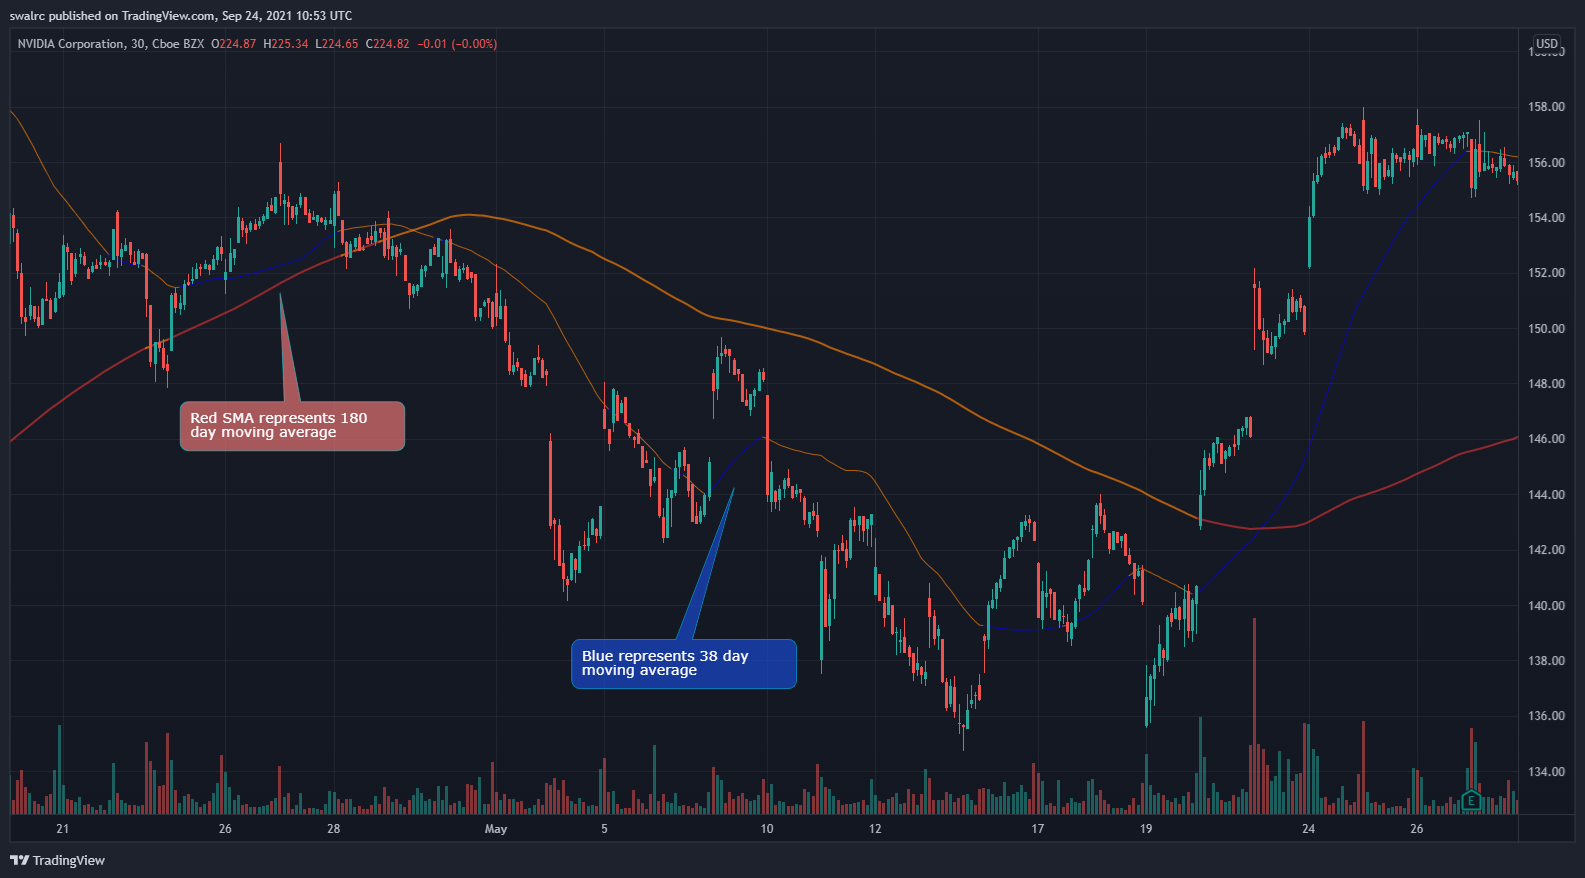 swalrc published on TradingView.com, Sep 24, 2021 10:53 UTC
NVIDIA Corporation, 30, Cboe BZX O224.87 H225.34 L224.65 C224.82 −0.01 (−0.00%)
USD
158.00
156.00
154.00
152.00
150.00
148.00
146.00
144.00
142.00
140.00
138.00
136.00
134.00
Red SMA represents 180
day moving average
Blue represents 38 day
moving average
E
21 26 28 May 5 10 12 17 19 24 26
TradingView